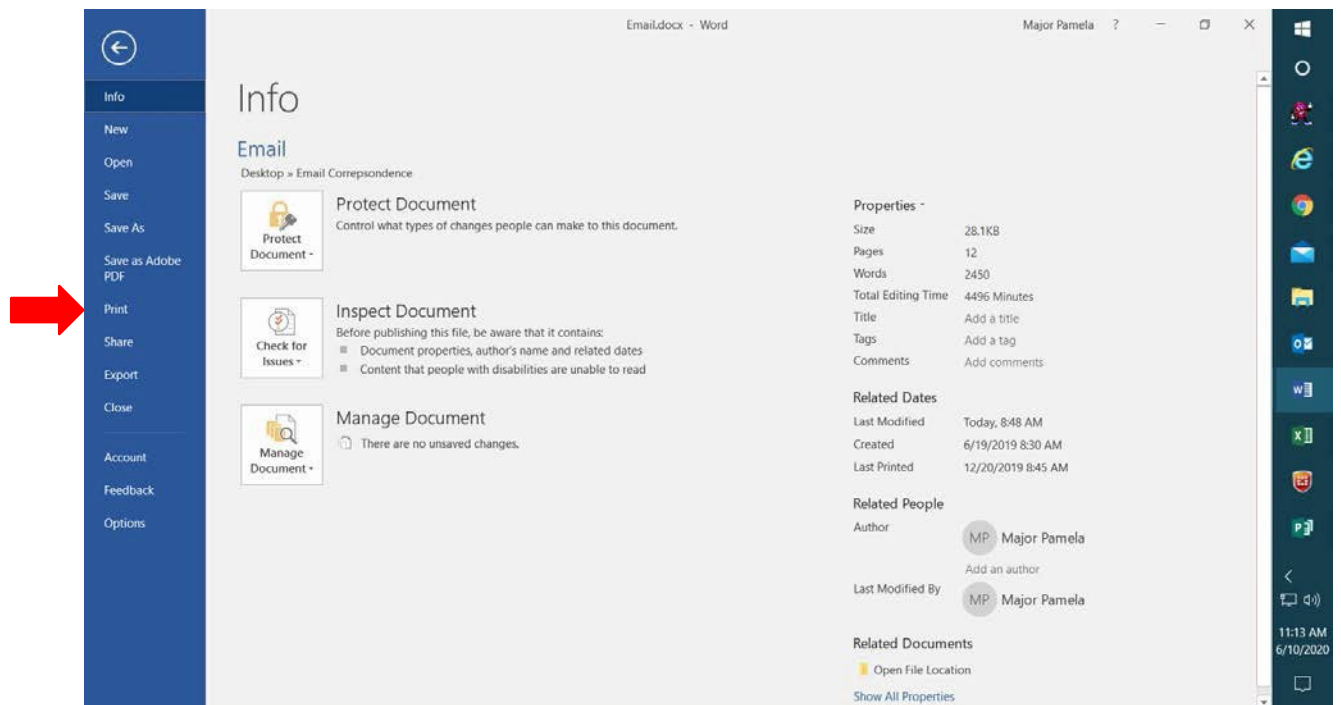 Email.docx - Word
Major Pamela ?
Info
New
Open
Save
Save As
Save as Adobe
PDF
Print
Share
Export
Close
Account
Feedback
Options
Info
Email
Desktop » Email Correpsondence
Protect
Document
Protect Document
Control what types of changes people can make to this document.
Check for
Issues
Inspect Document
Before publishing this file, be aware that it contains:
Document properties, author's name and related dates
Content that people with disabilities are unable to read
Manage
Document
Manage Document
There are no unsaved changes.
Properties
Size 28.1KB
Pages 12
Words 2450
Total Editing Time 4496 Minutes
Title Add a title
Tags Add a tag
Comments Add comments
Related Dates
Last Modified Today, 8:48 AM
Created 6/19/2019 8:30 AM
Last Printed 12/20/2019 8:45 AM
Related People
Author MP Major Pamela
Add an author
Last Modified By MP Major Pamela
Related Documents
Open File Location
Show All Properties
11:13 AM
6/10/2020